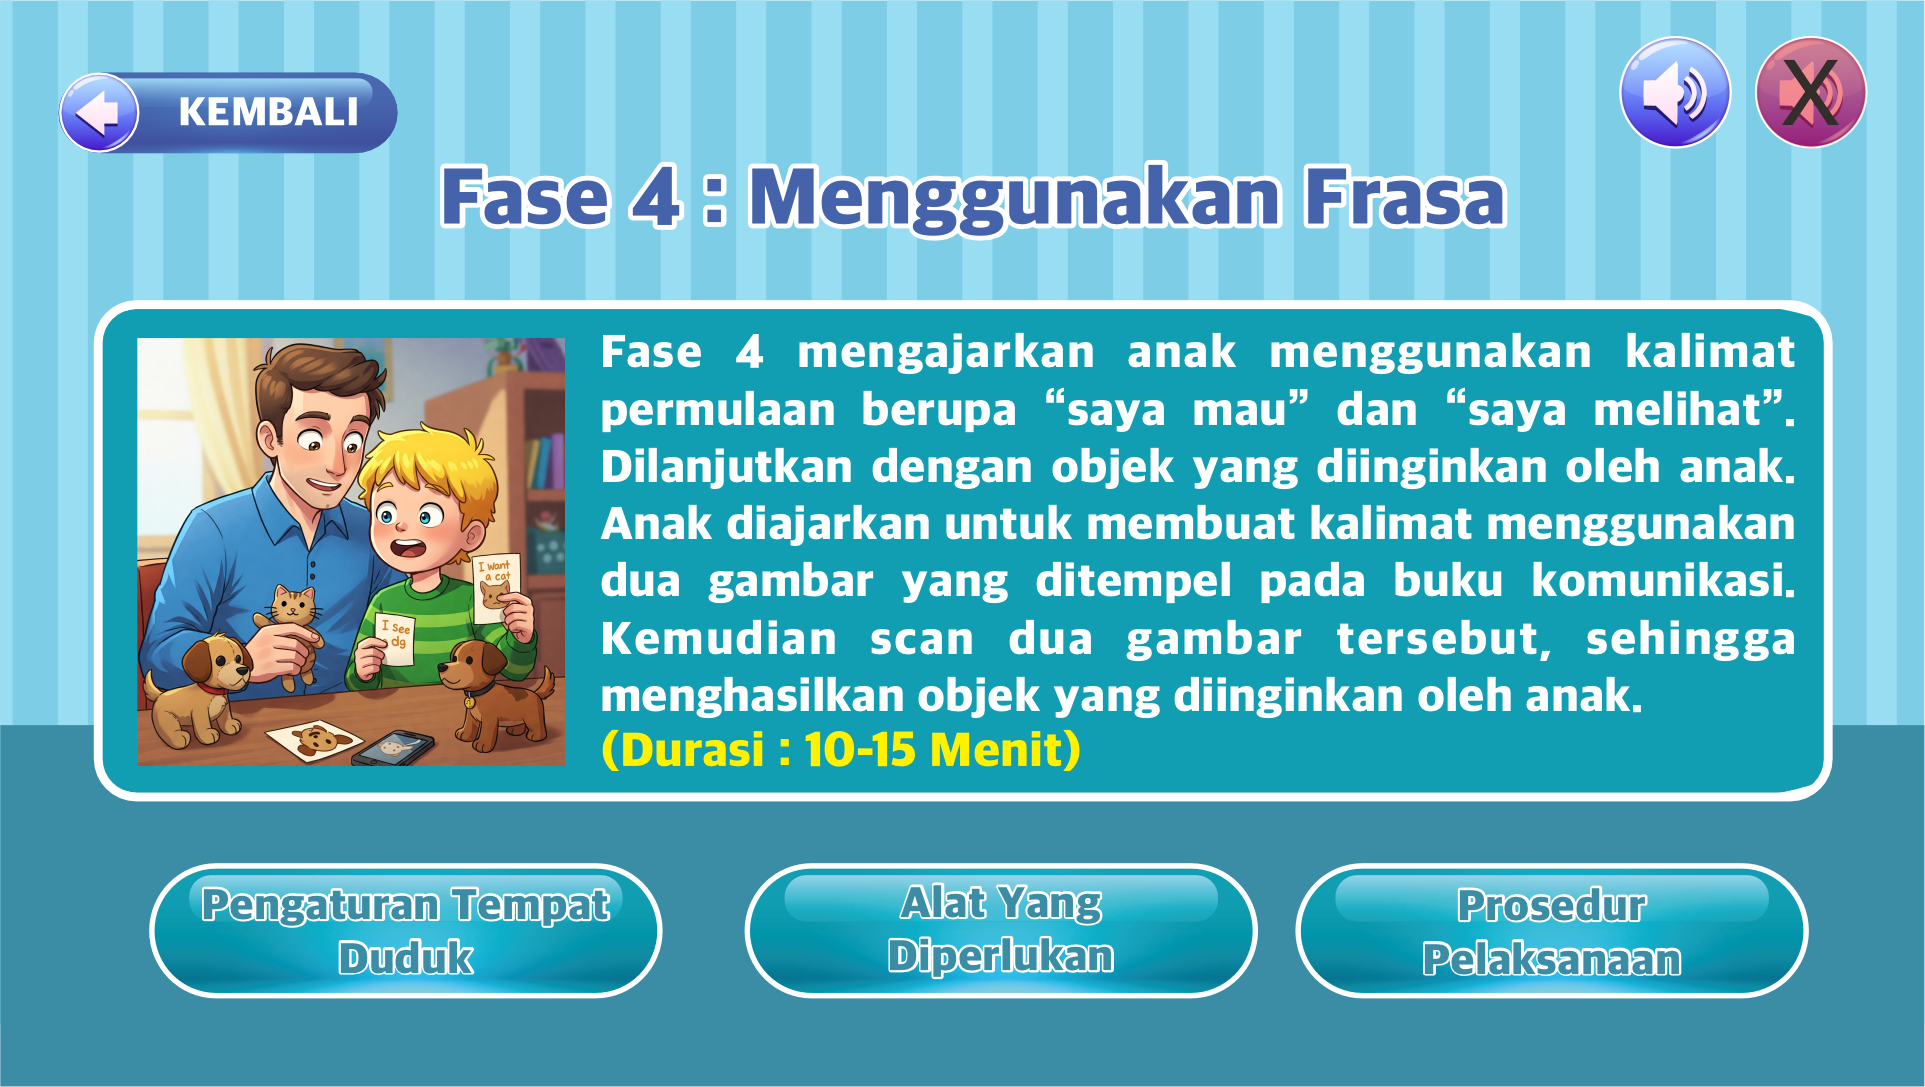 KEMBALI
X
Fase 4 : Menggunakan Frasa
Fase 4 mengajarkan anak menggunakan kalimat
permulaan berupa “saya mau” dan “saya melihat”.
Dilanjutkan dengan objek yang diinginkan oleh anak.
Anak diajarkan untuk membuat kalimat menggunakan
dua gambar yang ditempel pada buku komunikasi.
Kemudian scan dua gambar tersebut, sehingga
menghasilkan objek yang diinginkan oleh anak.
(Durasi : 10-15 Menit)
I want
a cat
I see
dg
Pengaturan Tempat
Duduk
Alat Yang
Diperlukan
Prosedur
Pelaksanaan